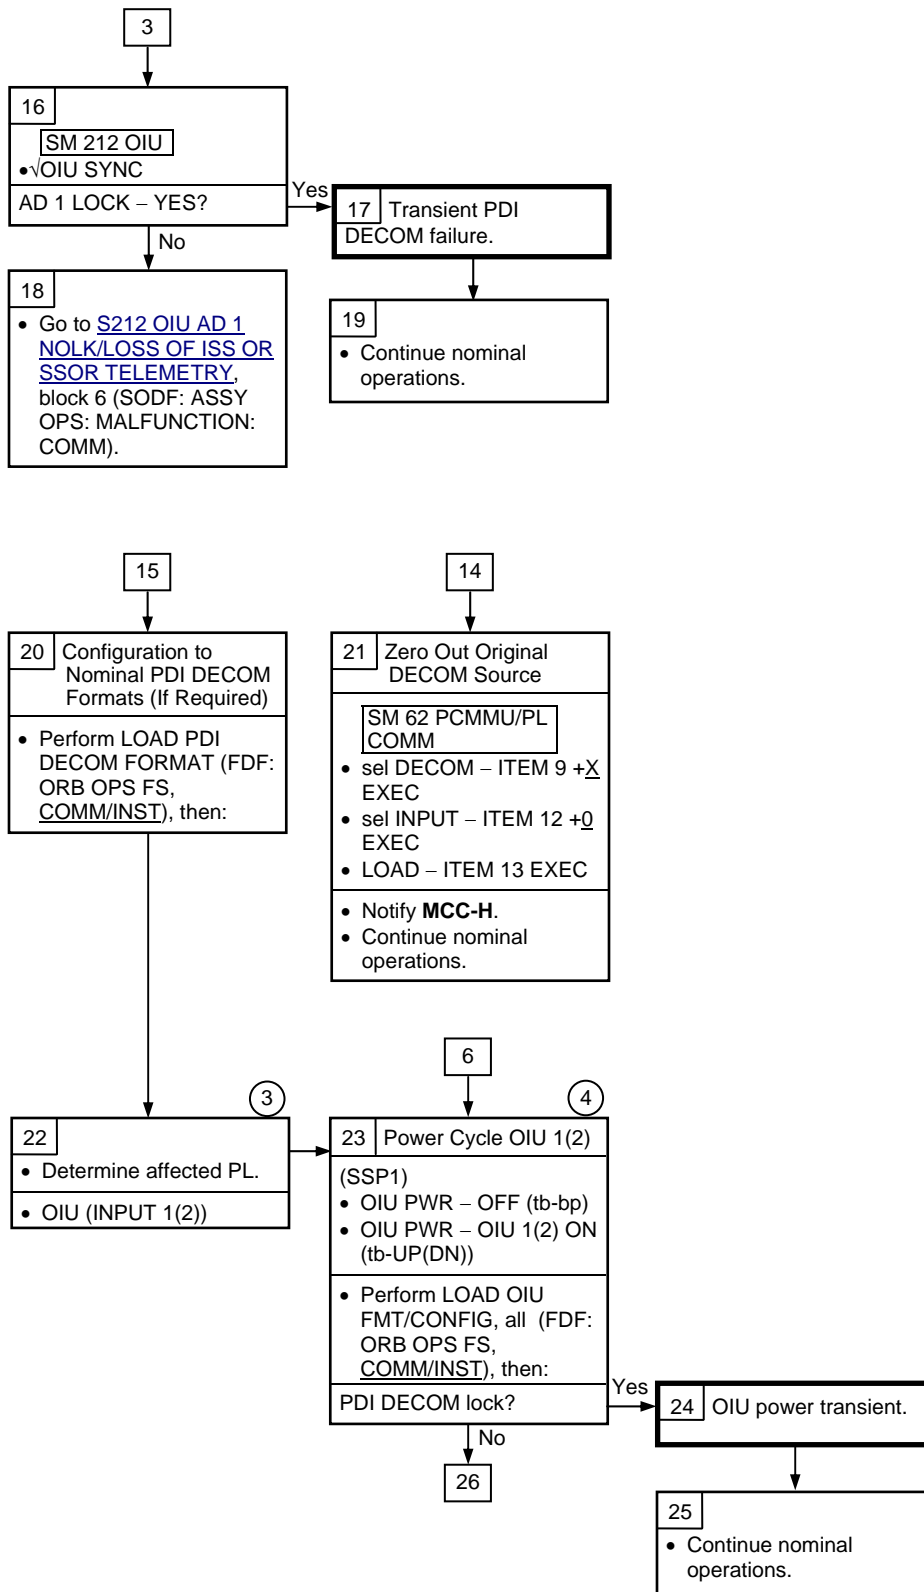 3
16
SM 212 OIU
•√OIU SYNC
AD 1 LOCK – YES?
Yes
No
17 Transient PDI
DECOM failure.
18
• Go to S212 OIU AD 1
NOLK/LOSS OF ISS OR
SSOR TELEMETRY,
block 6 (SODF: ASSY
OPS: MALFUNCTION:
COMM).
19
• Continue nominal
operations.
15
20 Configuration to
Nominal PDI DECOM
Formats (If Required)
• Perform LOAD PDI
DECOM FORMAT (FDF:
ORB OPS FS,
COMM/INST), then:
14
21 Zero Out Original
DECOM Source
SM 62 PCMMU/PL
COMM
• sel DECOM – ITEM 9 +X
EXEC
• sel INPUT – ITEM 12 +0
EXEC
• LOAD – ITEM 13 EXEC
• Notify MCC-H.
• Continue nominal
operations.
3
22
• Determine affected PL.
• OIU (INPUT 1(2))
6
4
23 Power Cycle OIU 1(2)
(SSP1)
• OIU PWR – OFF (tb-bp)
• OIU PWR – OIU 1(2) ON
(tb-UP(DN))
• Perform LOAD OIU
FMT/CONFIG, all (FDF:
ORB OPS FS,
COMM/INST), then:
PDI DECOM lock?
Yes
No
26
24 OIU power transient.
25
• Continue nominal
operations.